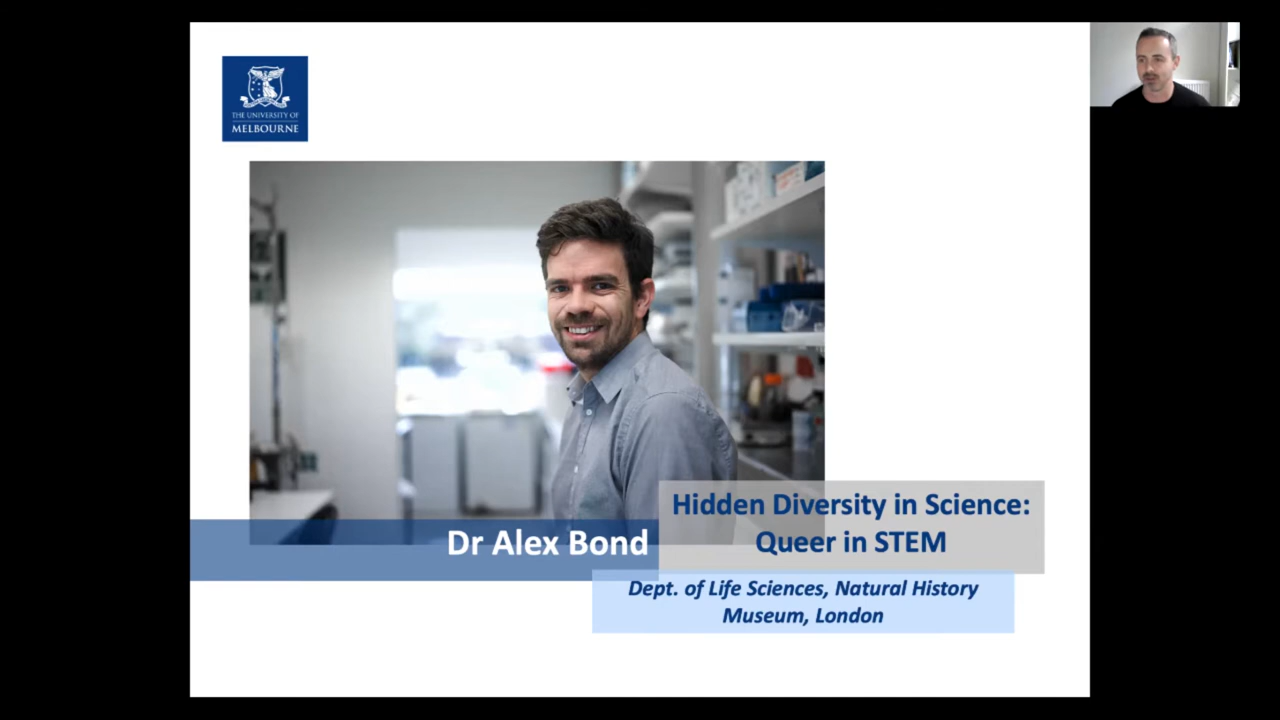 THE UNIVERSITY OF
MELBOURNE
Dr Alex Bond
Hidden Diversity in Science:
Queer in STEM
Dept. of Life Sciences, Natural History
Museum, London